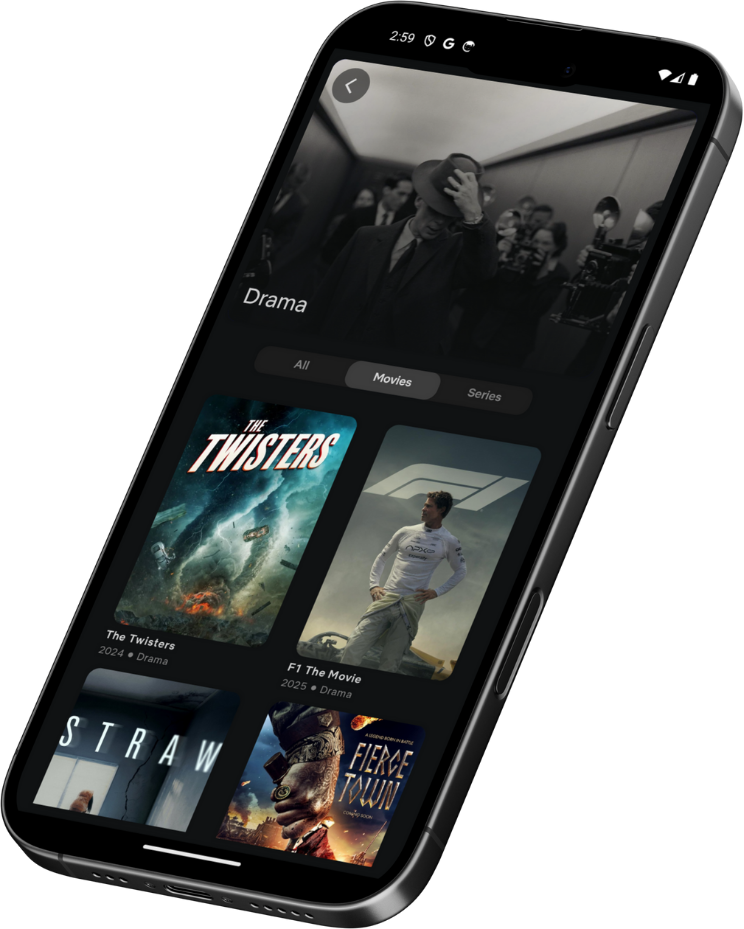 2:59
Drama
All
Movies
Series
THE
TWISTERS
F1
The Twisters
2024 • Drama
F1 The Movie
2025 • Drama
STRAW
A LEGEND BORN IN BATTLE
FIERCE
TOWN
COMING SOON